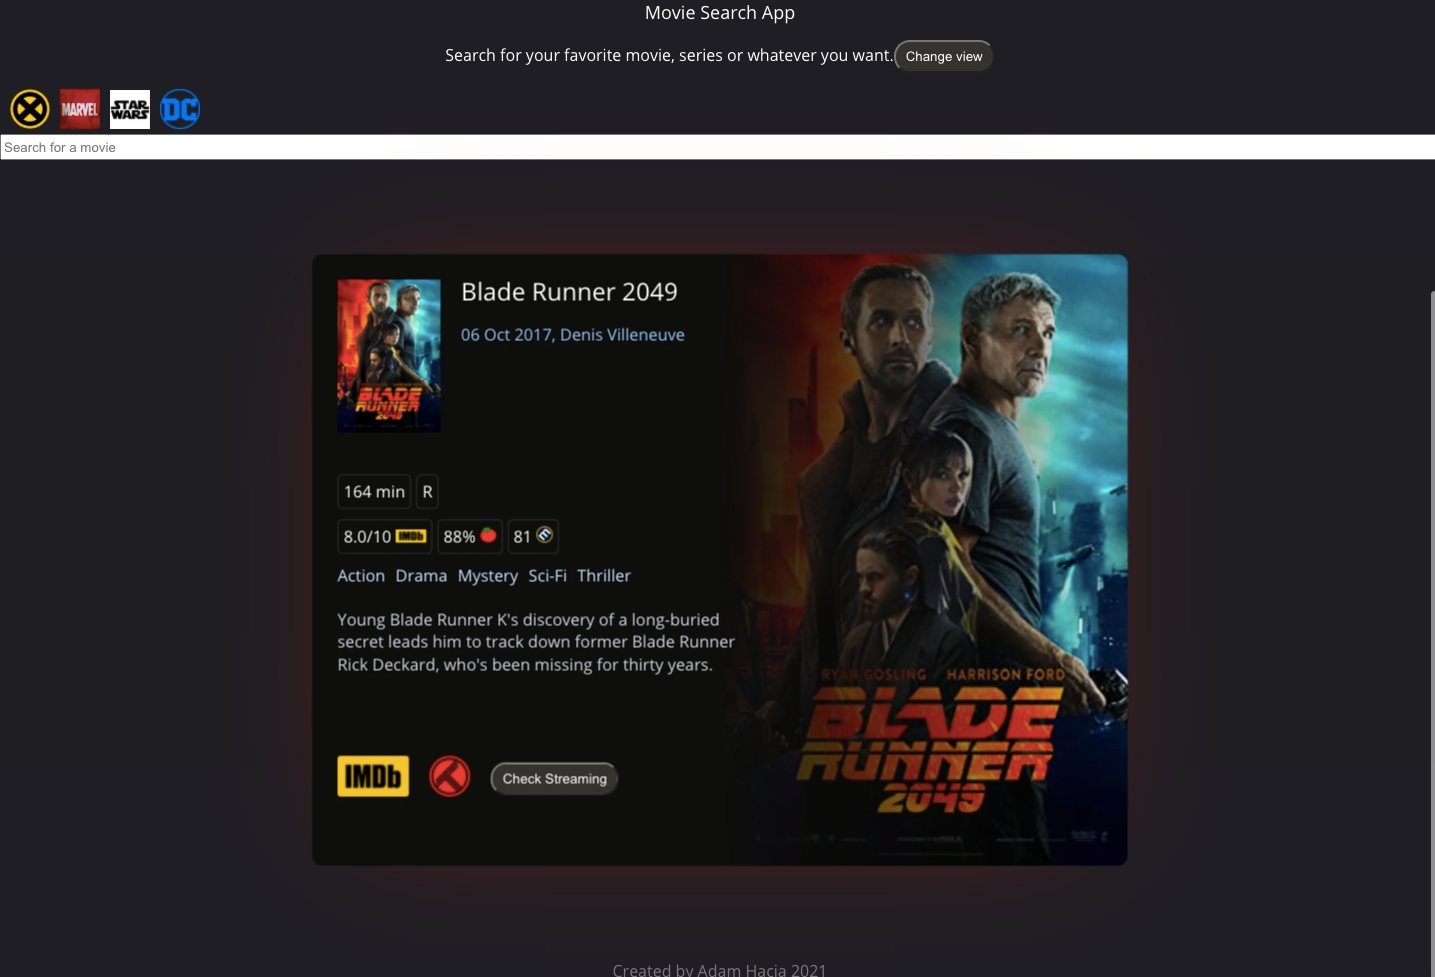 Movie Search App
Search for your favorite movie, series or whatever you want. Change view
MARVEL STAR WARS DC
Search for a movie
Blade Runner 2049
06 Oct 2017, Denis Villeneuve
BLADE
RUNNER
2049
164 min R
8.0/10 IMDb 88% 81
Action Drama Mystery Sci-Fi Thriller
Young Blade Runner K's discovery of a long-buried
secret leads him to track down former Blade Runner
Rick Deckard, who's been missing for thirty years.
IMDb Check Streaming
RYAN GOSLING HARRISON FORD
BLADE
RUNNER
2049
Created by Adam Hacia 2021